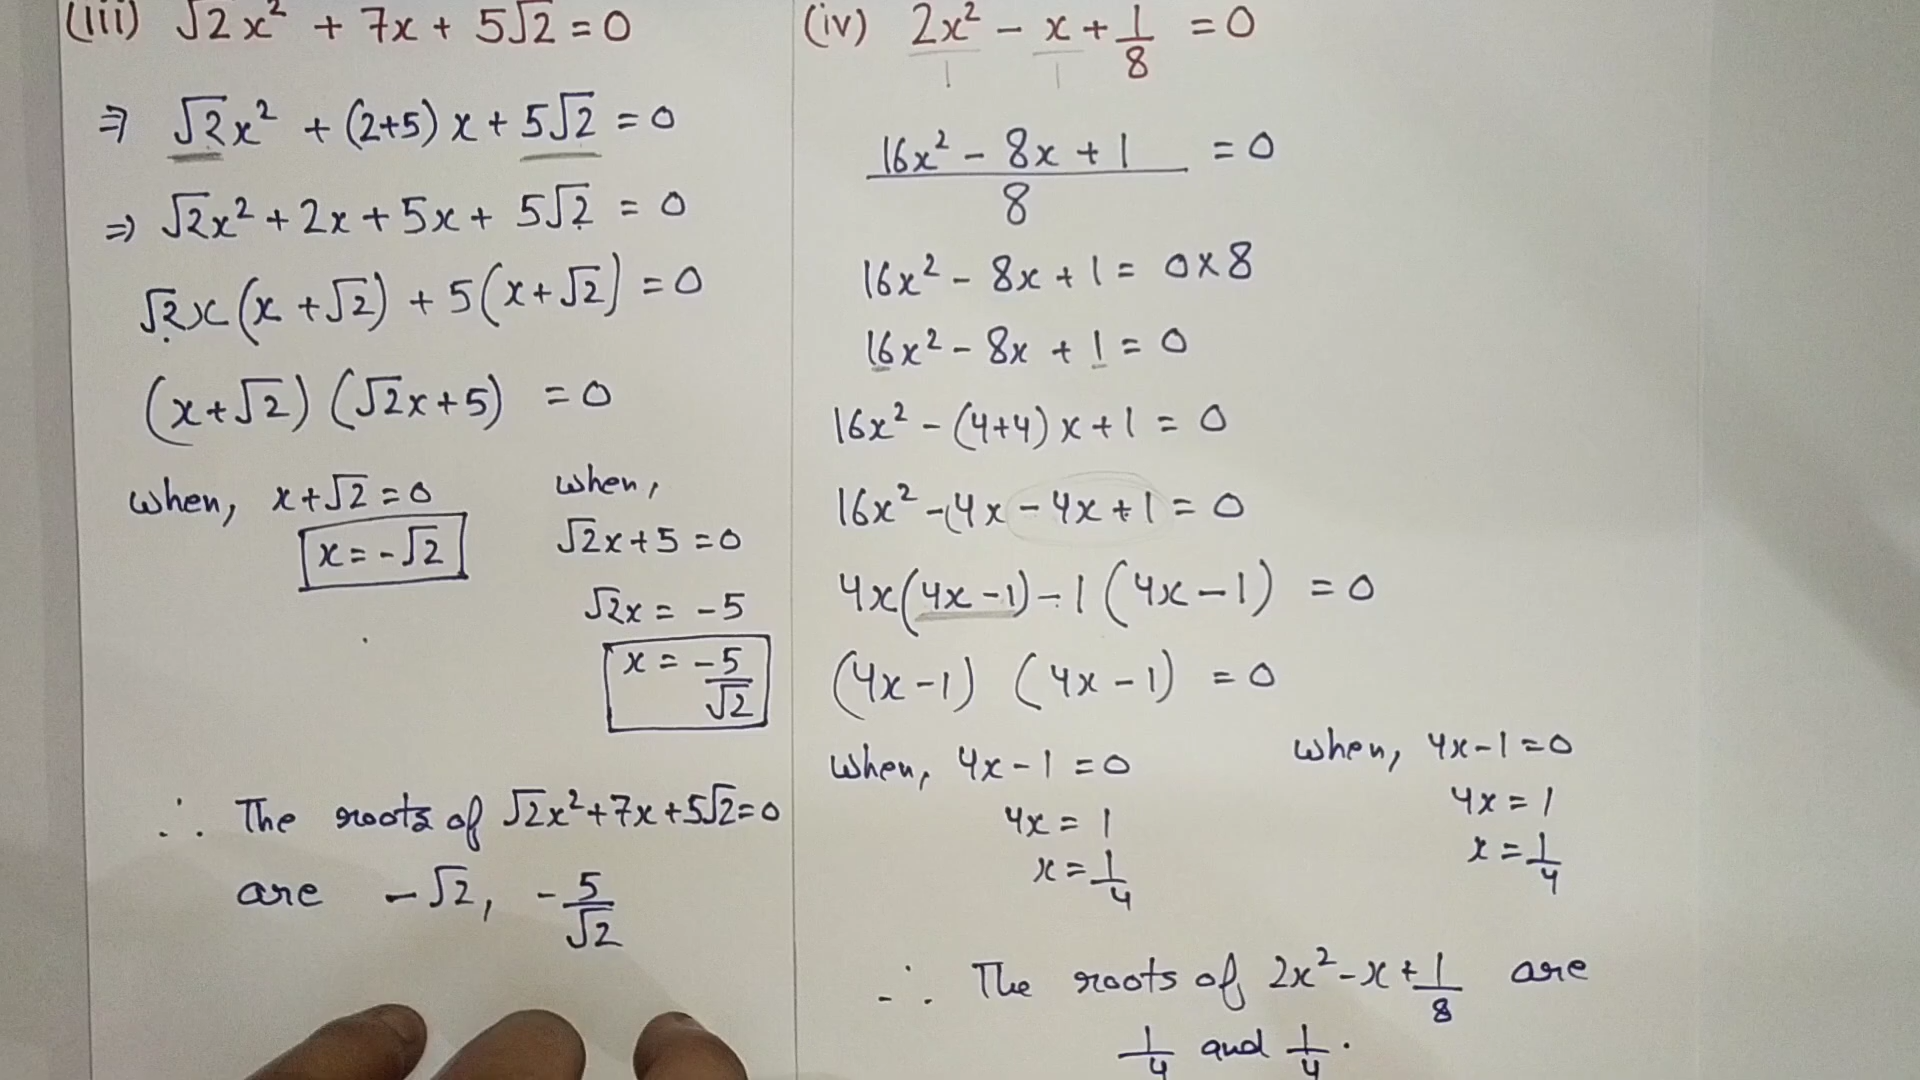 (iii) √2x² + 7x + 5√2 = 0
⇒ √2x² + (2+5)x + 5√2 = 0
⇒ √2x² + 2x + 5x + 5√2 = 0
√2x(x + √2) + 5(x+√2) = 0
(x+√2) (√2x+5) = 0
when, x+√2 = 0
x = -√2
when,
√2x+5 = 0
√2x = -5
x = -5/√2
∴ The roots of √2x²+7x+5√2=0
are -√2, -5/√2
(iv) 2x²/1 - x/1 + 1/8 = 0
(16x² - 8x + 1)/8 = 0
16x² - 8x + 1 = 0×8
16x² - 8x + 1 = 0
16x² - (4+4)x + 1 = 0
16x² - 4x - 4x + 1 = 0
4x(4x-1) - 1(4x-1) = 0
(4x-1) (4x-1) = 0
when, 4x-1 = 0
4x = 1
x = 1/4
when, 4x-1 = 0
4x = 1
x = 1/4
∴ The roots of 2x²-x+1/8 are
1/4 and 1/4.